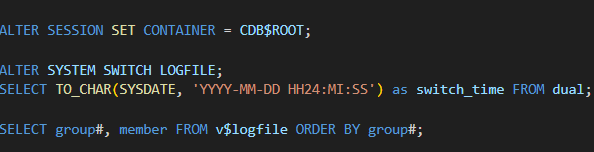 ALTER SESSION SET CONTAINER = CDB$ROOT;
ALTER SYSTEM SWITCH LOGFILE;
SELECT TO_CHAR(SYSDATE, 'YYYY-MM-DD HH24:MI:SS') as switch_time FROM dual;
SELECT group#, member FROM v$logfile ORDER BY group#;